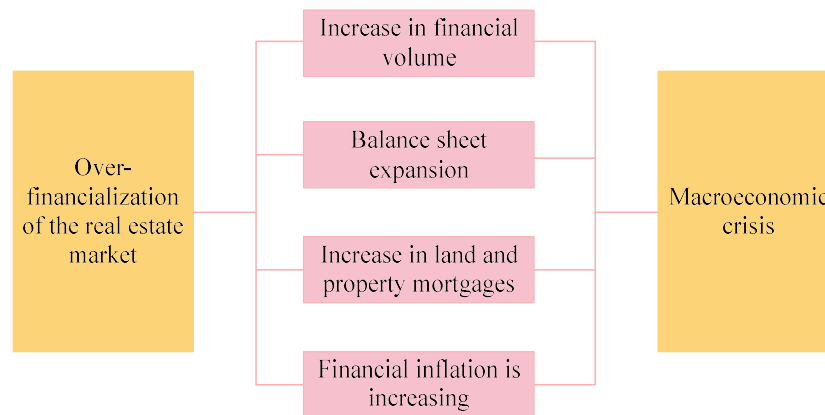 Over-
financialization
of the real estate
market
Increase in financial
volume
Balance sheet
expansion
Increase in land and
property mortgages
Financial inflation is
increasing
Macroeconomic
crisis